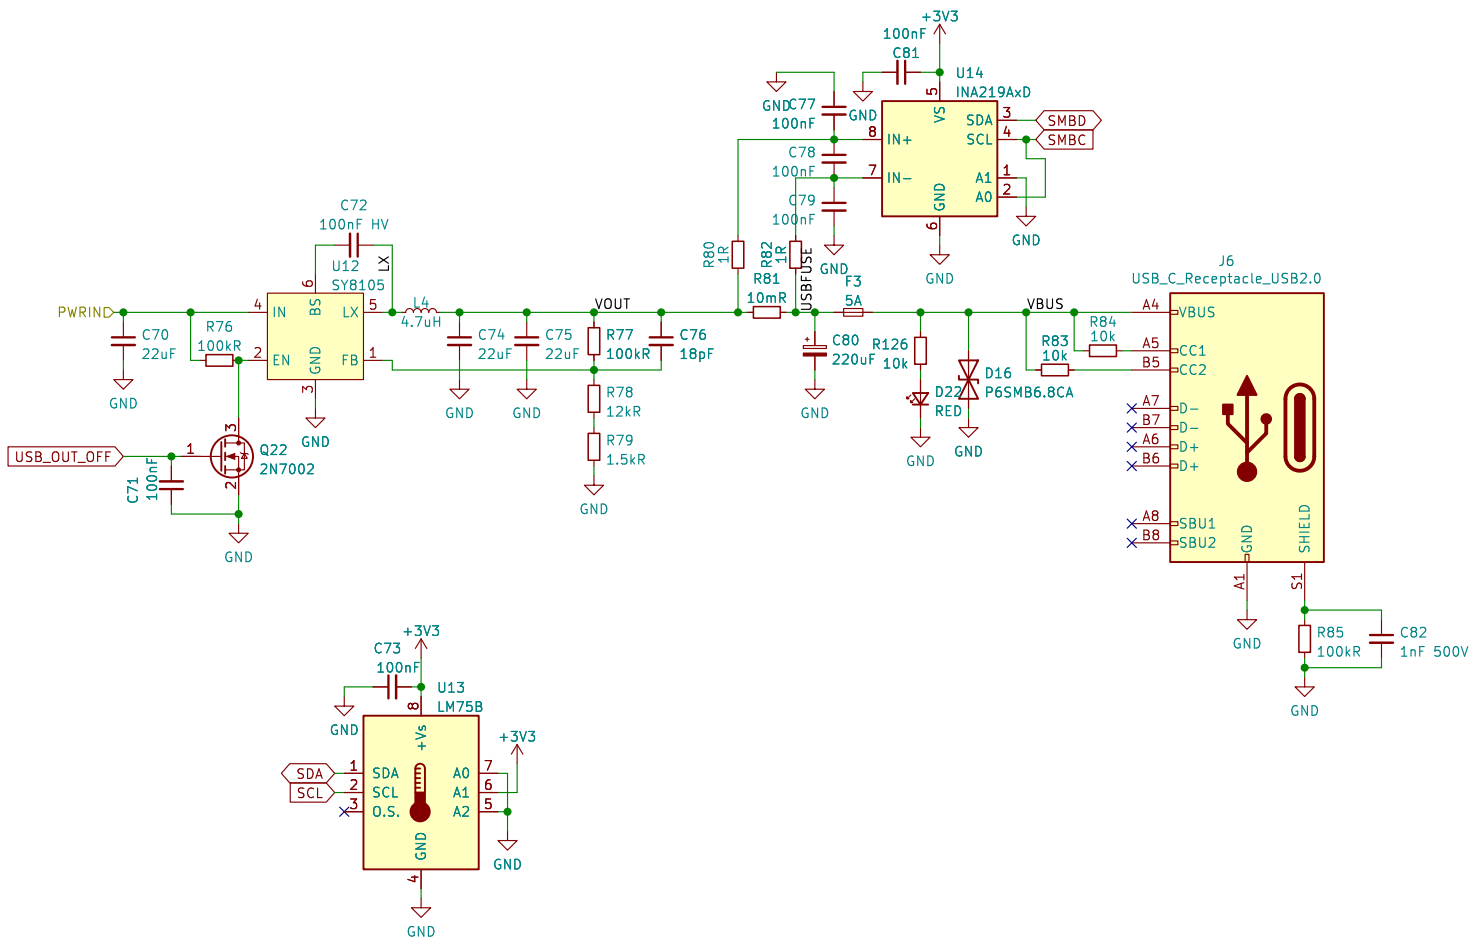 +3V3
100nF
C81
U14
INA219AxD
GND
C77
100nF
GND
5
VS
SDA 3 SMBD
8 IN+
SCL 4 SMBC
C78
100nF
7 IN-
A1 1
A0 2
C79
100nF
GND
6
GND
GND
GND
R80
1R
R82
1R
USBFUSE
C72
100nF HV
LX
U12
SY8105
6
BS
PWRIN
4 IN
LX 5
L4
4.7uH
VOUT
R81
10mR
F3
5A
VBUS
J6
USB_C_Receptacle_USB2.0
A4 VBUS
C70
22uF
R76
100kR
2 EN
GND
FB 1
3
GND
GND
C74
22uF
GND
C75
22uF
GND
R77
100kR
C76
18pF
R78
12kR
R79
1.5kR
GND
+
C80
220uF
GND
R126
10k
D22
RED
GND
D16
P6SMB6.8CA
GND
R84
10k
R83
10k
A5 CC1
B5 CC2
A7 D-
B7 D-
A6 D+
B6 D+
A8 SBU1
B8 SBU2
GND
SHIELD
A1
S1
GND
R85
100kR
C82
1nF 500V
GND
USB_OUT_OFF
1
3
2
Q22
2N7002
C71
100nF
GND
+3V3
C73
100nF
GND
U13
LM75B
8
+Vs
+3V3
SDA 1 SDA
A0 7
SCL 2 SCL
A1 6
3 O.S.
A2 5
GND
4
GND
GND